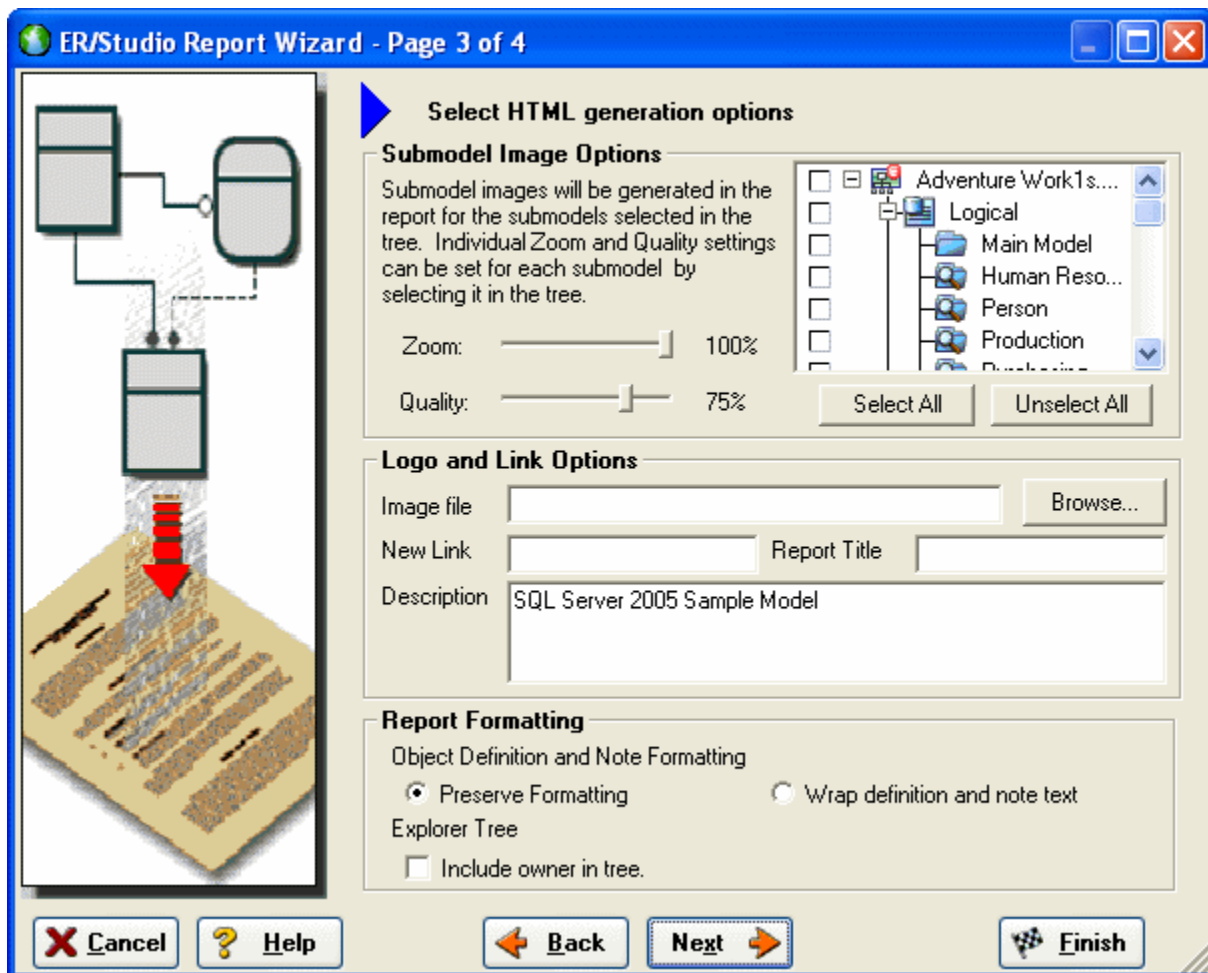 ER/Studio Report Wizard - Page 3 of 4
Select HTML generation options
Submodel Image Options
Submodel images will be generated in the
report for the submodels selected in the
tree. Individual Zoom and Quality settings
can be set for each submodel by
selecting it in the tree.
Zoom: 100%
Quality: 75%
Adventure Work1s....
Logical
Main Model
Human Reso...
Person
Production
Select All Unselect All
Logo and Link Options
Image file Browse...
New Link Report Title
Description SQL Server 2005 Sample Model
Report Formatting
Object Definition and Note Formatting
Preserve Formatting Wrap definition and note text
Explorer Tree
Include owner in tree.
Cancel Help Back Next Finish